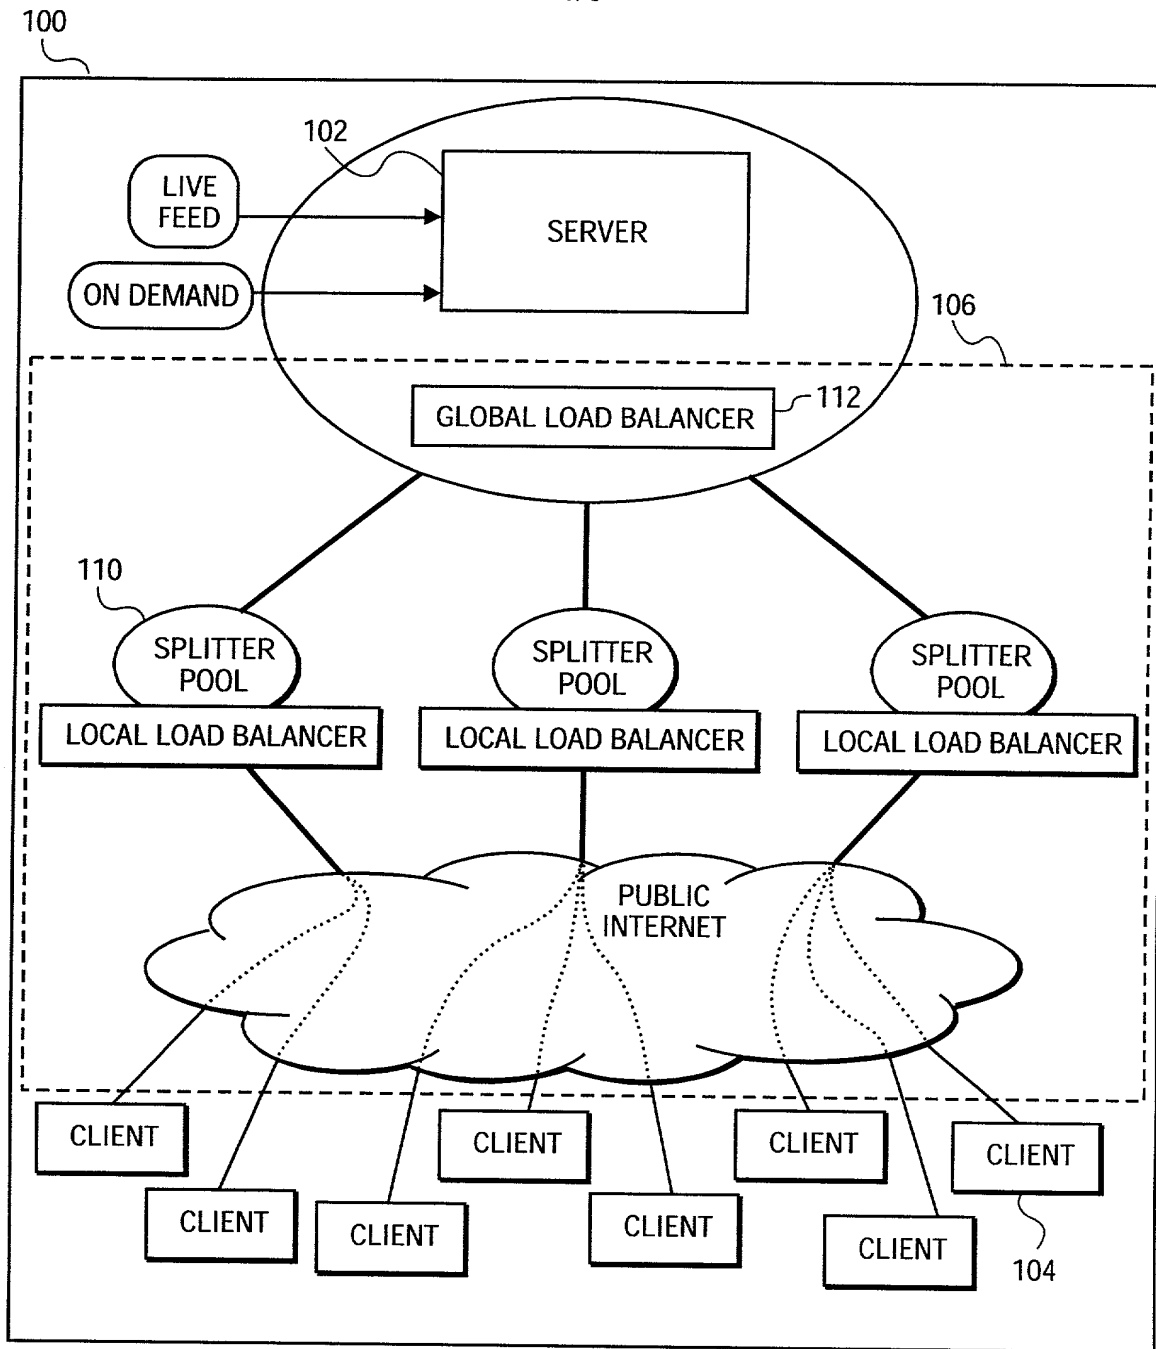 100
102
LIVE
FEED
SERVER
ON DEMAND
106
GLOBAL LOAD BALANCER
112
110
SPLITTER
POOL
SPLITTER
POOL
SPLITTER
POOL
LOCAL LOAD BALANCER
LOCAL LOAD BALANCER
LOCAL LOAD BALANCER
PUBLIC
INTERNET
CLIENT
CLIENT
CLIENT
CLIENT
CLIENT
CLIENT
CLIENT
CLIENT
104